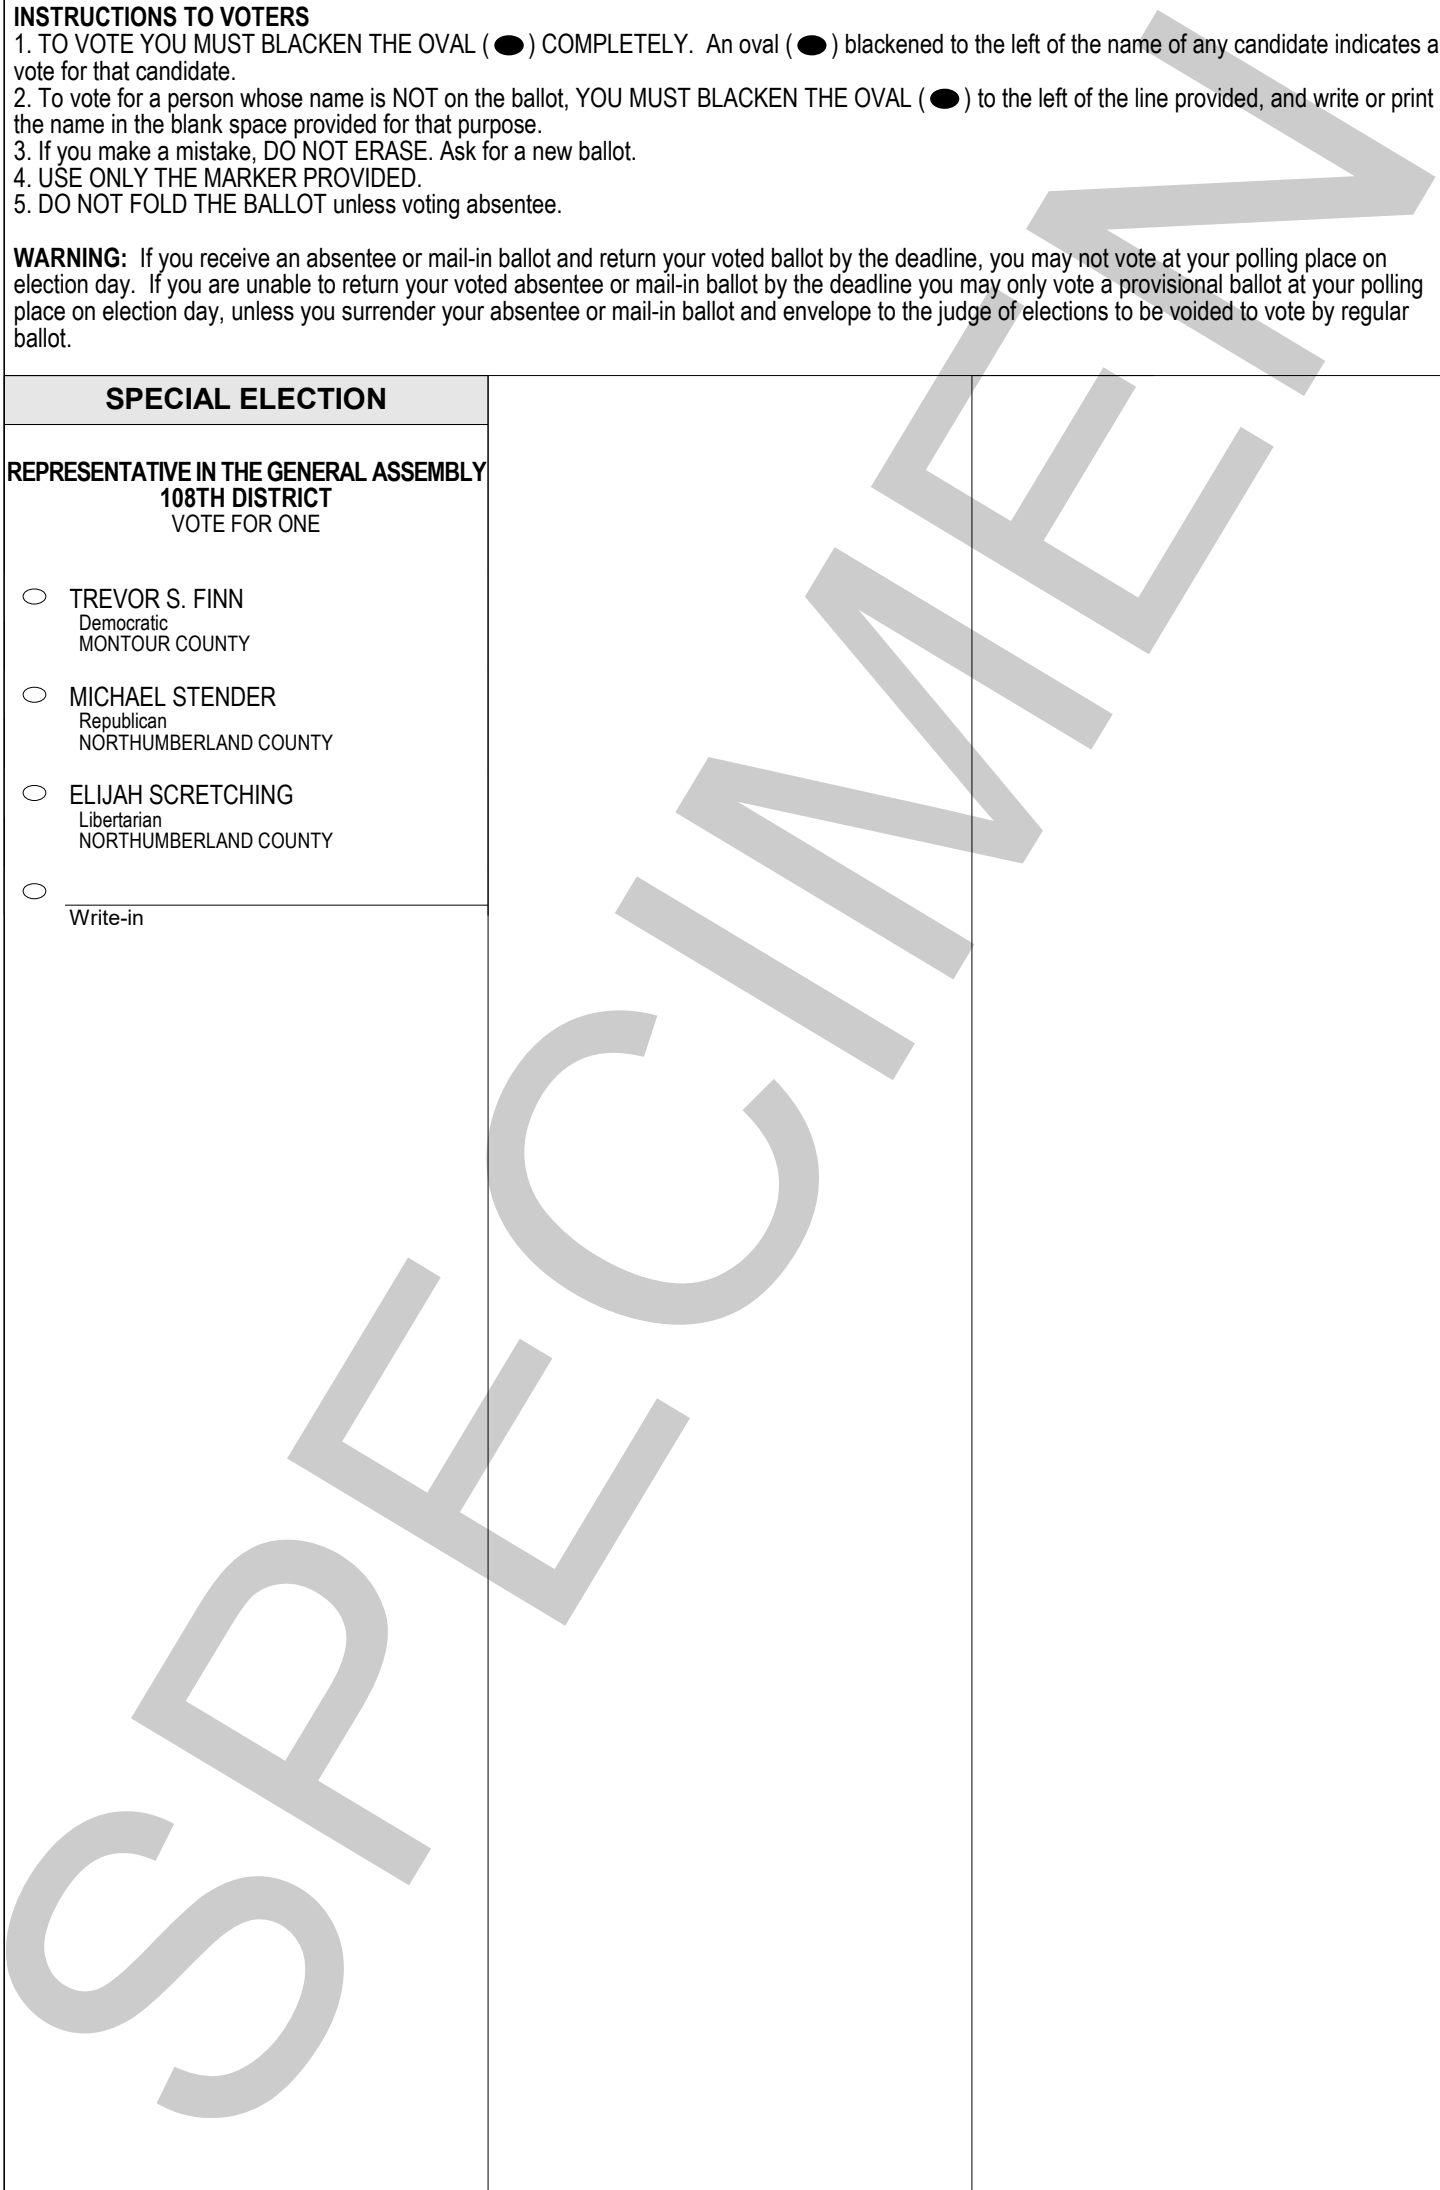 INSTRUCTIONS TO VOTERS
1. TO VOTE YOU MUST BLACKEN THE OVAL ( ) COMPLETELY. An oval ( ) blackened to the left of the name of any candidate indicates a
vote for that candidate.
2. To vote for a person whose name is NOT on the ballot, YOU MUST BLACKEN THE OVAL ( ) to the left of the line provided, and write or print
the name in the blank space provided for that purpose.
3. If you make a mistake, DO NOT ERASE. Ask for a new ballot.
4. USE ONLY THE MARKER PROVIDED.
5. DO NOT FOLD THE BALLOT unless voting absentee.
WARNING: If you receive an absentee or mail-in ballot and return your voted ballot by the deadline, you may not vote at your polling place on
election day. If you are unable to return your voted absentee or mail-in ballot by the deadline you may only vote a provisional ballot at your polling
place on election day, unless you surrender your absentee or mail-in ballot and envelope to the judge of elections to be voided to vote by regular
ballot.
SPECIAL ELECTION
REPRESENTATIVE IN THE GENERAL ASSEMBLY
108TH DISTRICT
VOTE FOR ONE
TREVOR S. FINN
Democratic
MONTOUR COUNTY
MICHAEL STENDER
Republican
NORTHUMBERLAND COUNTY
ELIJAH SCRETCHING
Libertarian
NORTHUMBERLAND COUNTY
Write-in
SPECIMEN